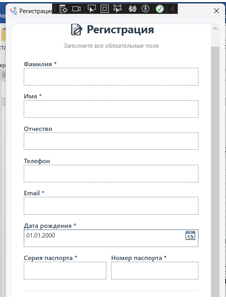 Регистрация
Регистрация
Заполните все обязательные поля
Фамилия *
Имя *
Отчество
Телефон
Email *
Дата рождения *
01.01.2000
15
Серия паспорта *
Номер паспорта *